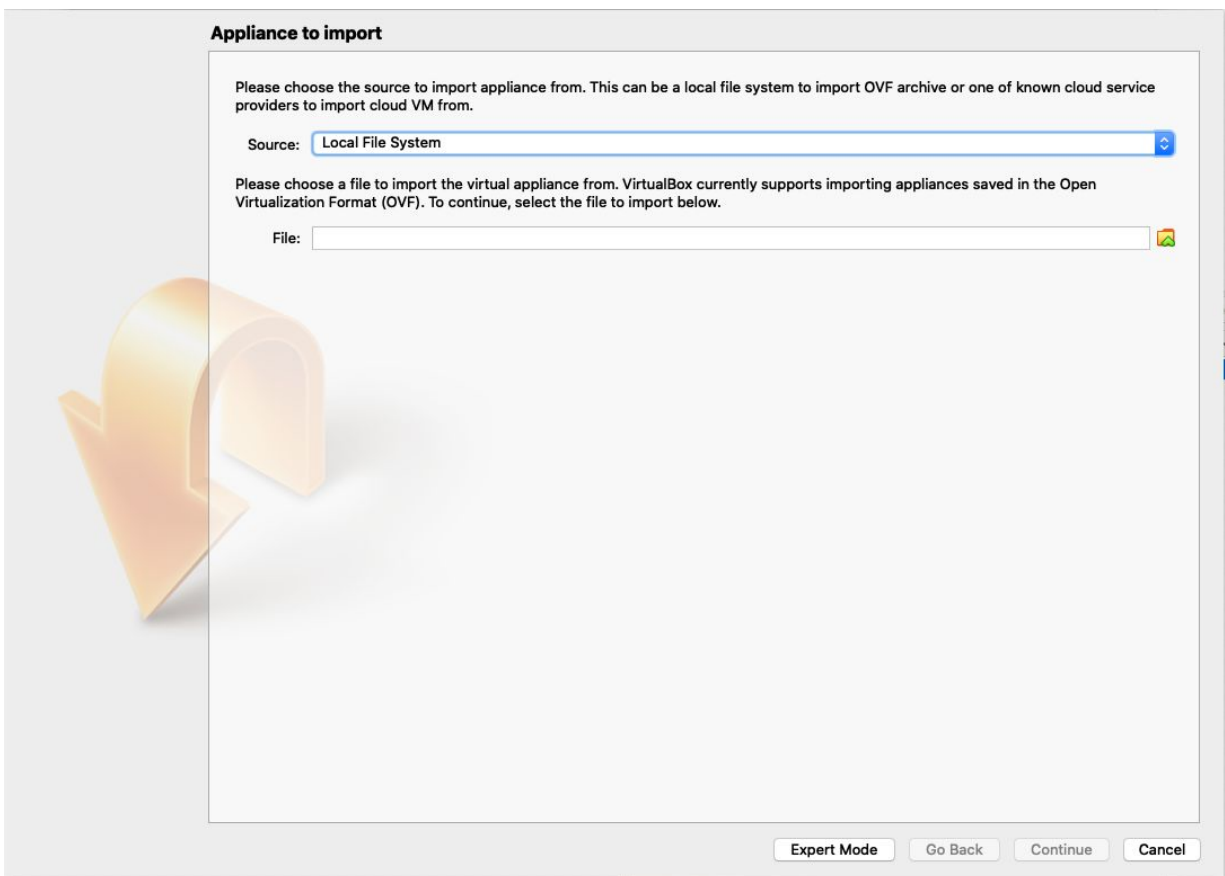 Appliance to import
Please choose the source to import appliance from. This can be a local file system to import OVF archive or one of known cloud service
providers to import cloud VM from.
Source: Local File System
Please choose a file to import the virtual appliance from. VirtualBox currently supports importing appliances saved in the Open
Virtualization Format (OVF). To continue, select the file to import below.
File:
Expert Mode Go Back Continue Cancel